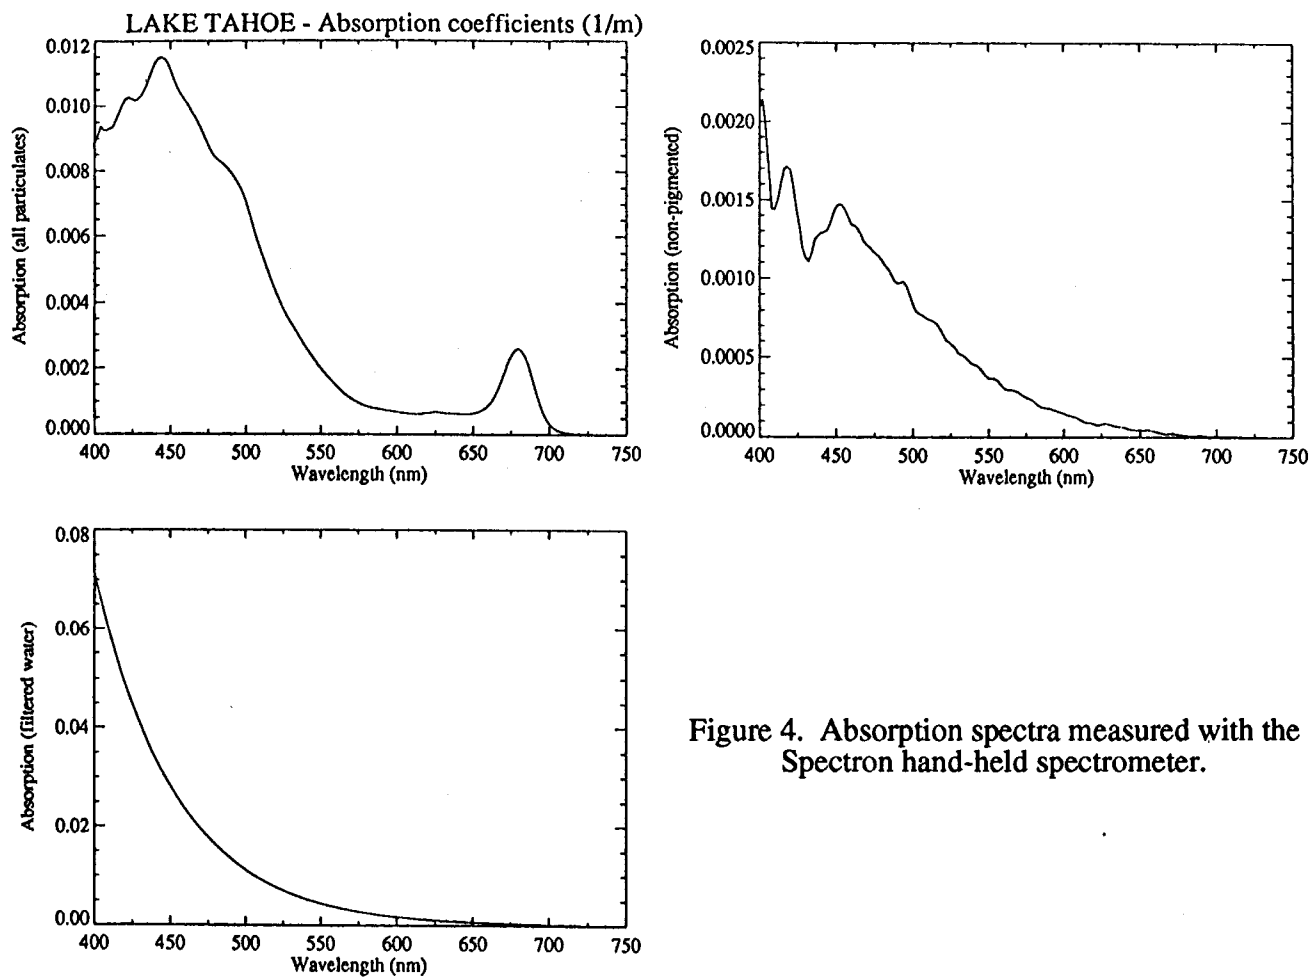 LAKE TAHOE - Absorption coefficients (1/m)
0.012
0.010
0.008
0.006
0.004
0.002
0.000
Absorption (all particulates)
400 450 500 550 600 650 700 750
Wavelength (nm)
0.0025
0.0020
0.0015
0.0010
0.0005
0.0000
Absorption (non-pigmented)
400 450 500 550 600 650 700 750
Wavelength (nm)
0.08
0.06
0.04
0.02
0.00
Absorption (filtered water)
400 450 500 550 600 650 700 750
Wavelength (nm)
Figure 4. Absorption spectra measured with the
Spectron hand-held spectrometer.